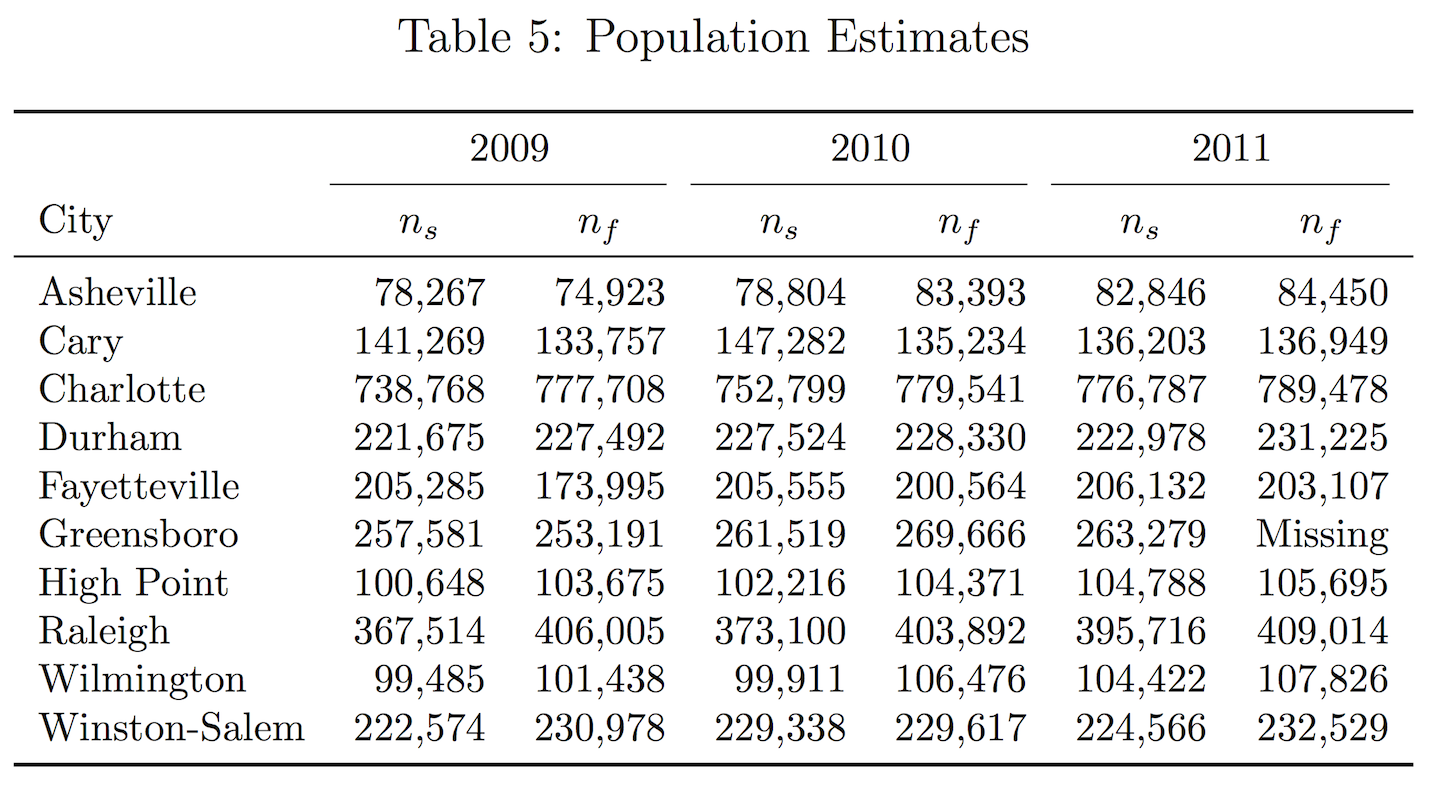 Table 5: Population Estimates
2009 2010 2011
City n_s n_f n_s n_f n_s n_f
Asheville 78,267 74,923 78,804 83,393 82,846 84,450
Cary 141,269 133,757 147,282 135,234 136,203 136,949
Charlotte 738,768 777,708 752,799 779,541 776,787 789,478
Durham 221,675 227,492 227,524 228,330 222,978 231,225
Fayetteville 205,285 173,995 205,555 200,564 206,132 203,107
Greensboro 257,581 253,191 261,519 269,666 263,279 Missing
High Point 100,648 103,675 102,216 104,371 104,788 105,695
Raleigh 367,514 406,005 373,100 403,892 395,716 409,014
Wilmington 99,485 101,438 99,911 106,476 104,422 107,826
Winston-Salem 222,574 230,978 229,338 229,617 224,566 232,529